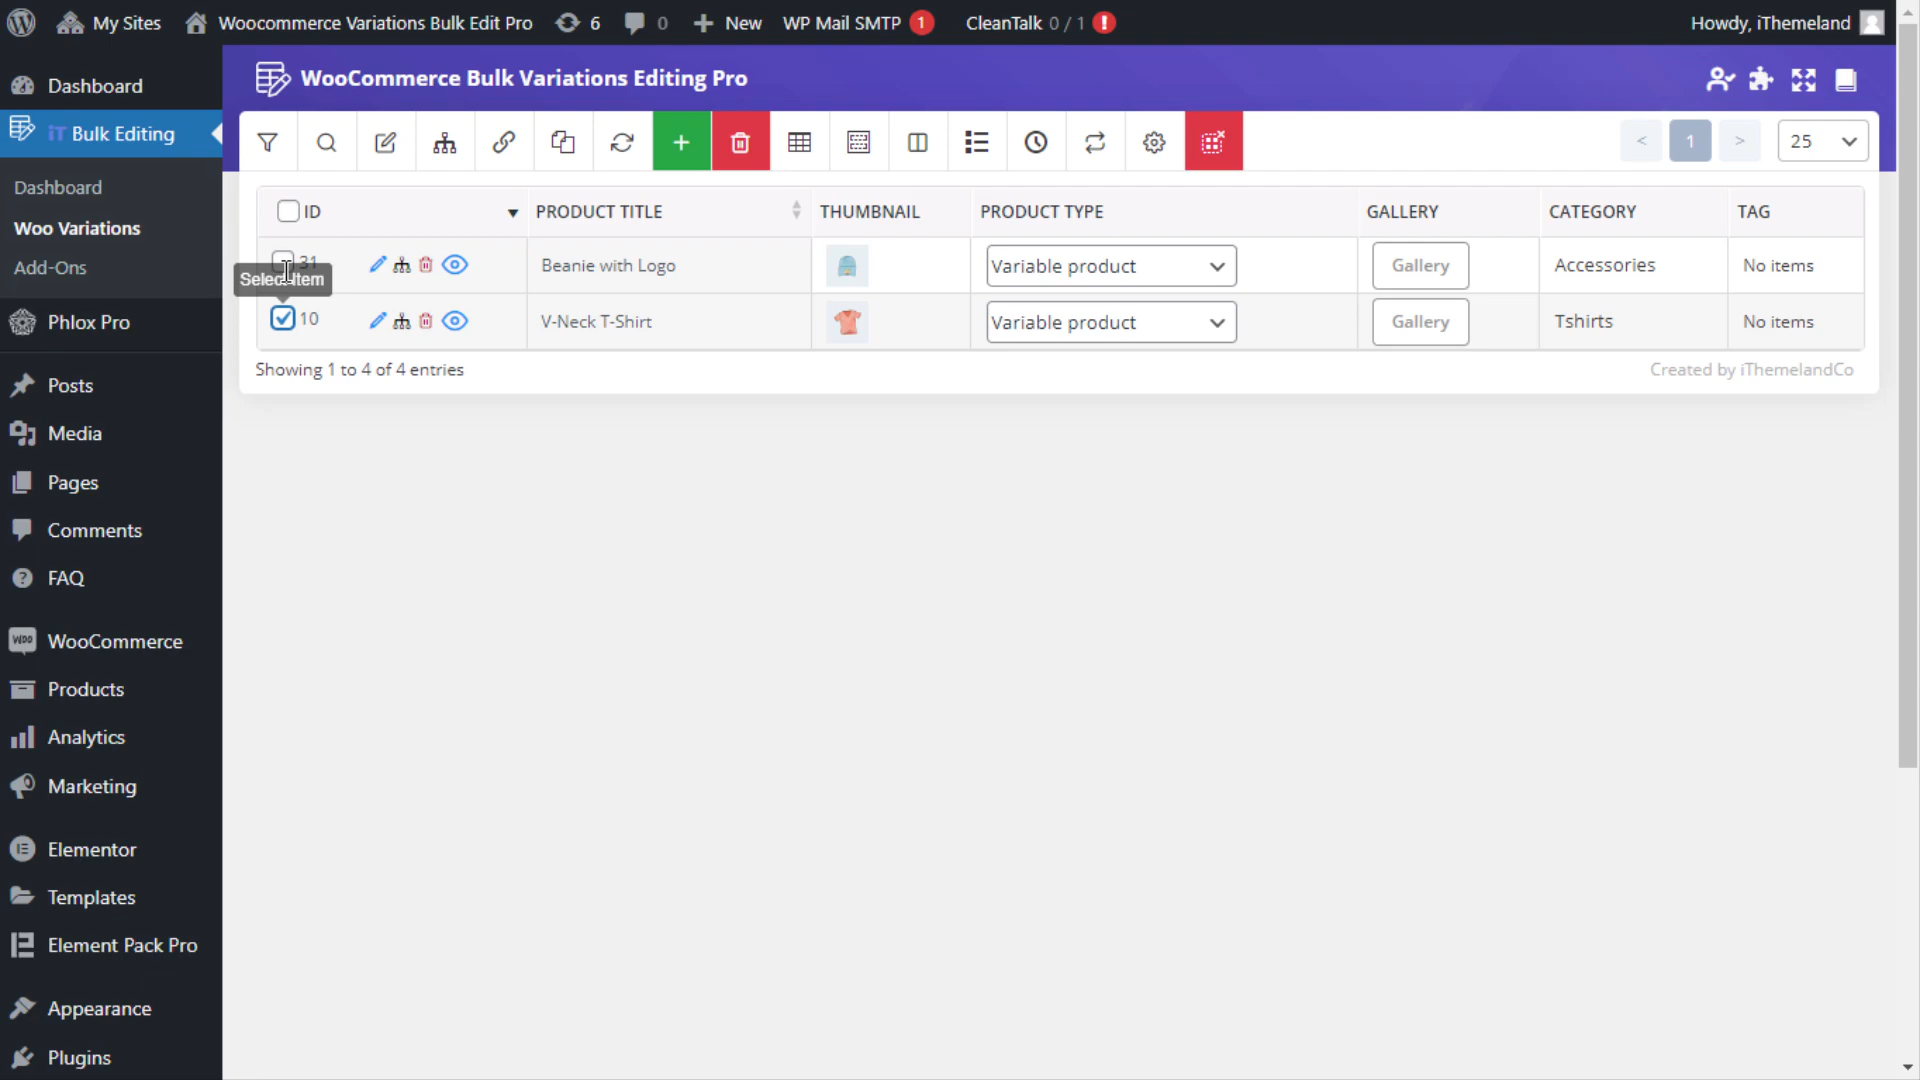 My Sites
Woocommerce Variations Bulk Edit Pro
6
0
New
WP Mail SMTP 1
CleanTalk 0 / 1 !
Howdy, iThemeland
Dashboard
iT Bulk Editing
Dashboard
Woo Variations
Add-Ons
Phlox Pro
Posts
Media
Pages
Comments
FAQ
WooCommerce
Products
Analytics
Marketing
Elementor
Templates
Element Pack Pro
Appearance
Plugins
WooCommerce Bulk Variations Editing Pro
< 1 > 25
ID PRODUCT TITLE THUMBNAIL PRODUCT TYPE GALLERY CATEGORY TAG
31 Beanie with Logo Variable product Gallery Accessories No items
Select item
10 V-Neck T-Shirt Variable product Gallery Tshirts No items
Showing 1 to 4 of 4 entries
Created by iThemelandCo